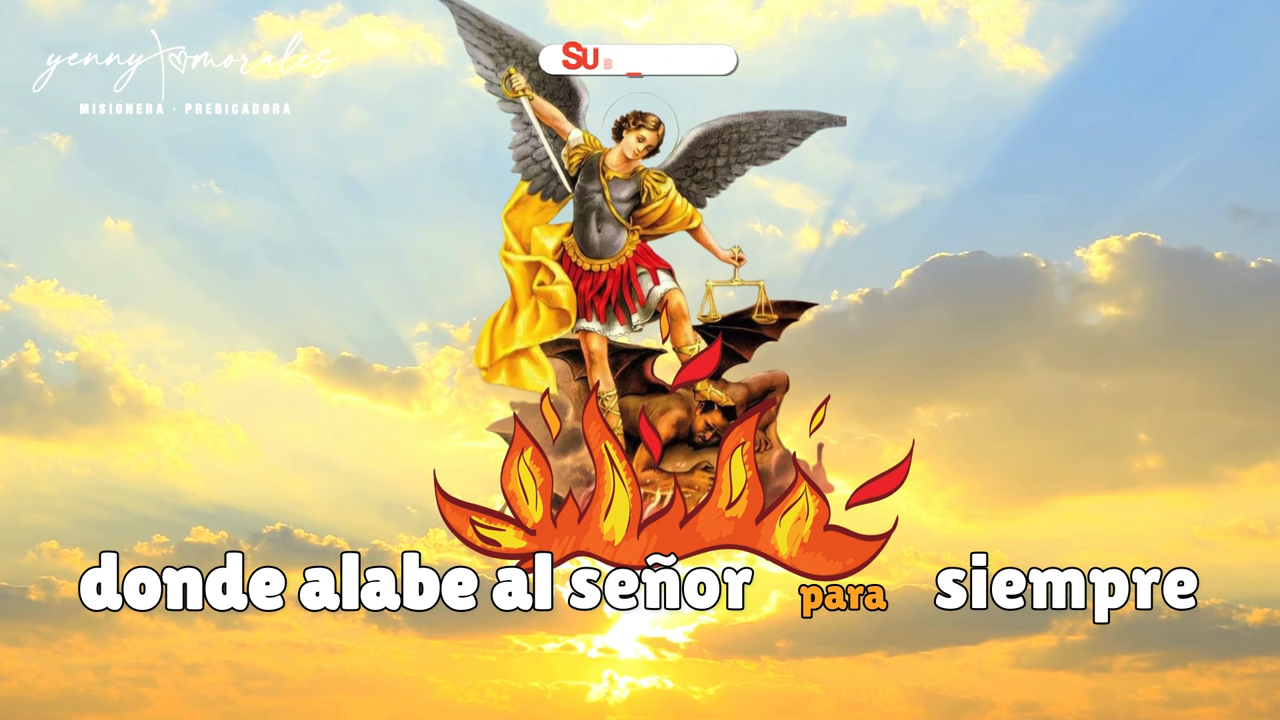 yenny morales
MISIONERA · PREDICADORA
SU B
donde alabe al señor para siempre